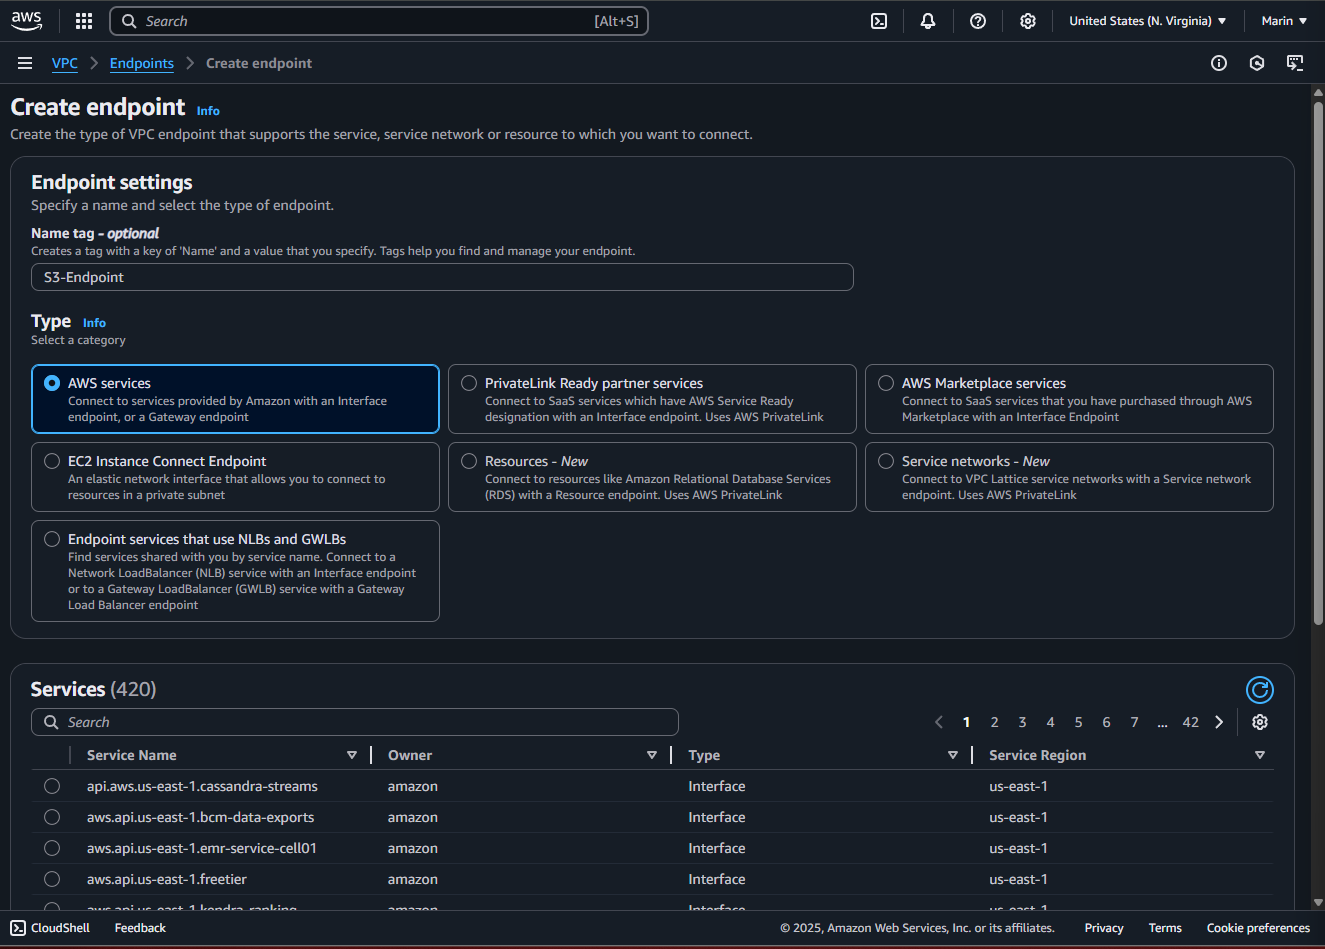 aws
Search [Alt+S]
United States (N. Virginia)
Marin
VPC Endpoints Create endpoint
Create endpoint Info
Create the type of VPC endpoint that supports the service, service network or resource to which you want to connect.
Endpoint settings
Specify a name and select the type of endpoint.
Name tag - optional
Creates a tag with a key of 'Name' and a value that you specify. Tags help you find and manage your endpoint.
S3-Endpoint
Type Info
Select a category
AWS services
Connect to services provided by Amazon with an Interface
endpoint, or a Gateway endpoint
PrivateLink Ready partner services
Connect to SaaS services which have AWS Service Ready
designation with an Interface endpoint. Uses AWS PrivateLink
AWS Marketplace services
Connect to SaaS services that you have purchased through AWS
Marketplace with an Interface Endpoint
EC2 Instance Connect Endpoint
An elastic network interface that allows you to connect to
resources in a private subnet
Resources - New
Connect to resources like Amazon Relational Database Services
(RDS) with a Resource endpoint. Uses AWS PrivateLink
Service networks - New
Connect to VPC Lattice service networks with a Service network
endpoint. Uses AWS PrivateLink
Endpoint services that use NLBs and GWLBs
Find services shared with you by service name. Connect to a
Network LoadBalancer (NLB) service with an Interface endpoint
or to a Gateway LoadBalancer (GWLB) service with a Gateway
Load Balancer endpoint
Services (420)
Search
1 2 3 4 5 6 7 ... 42
Service Name Owner Type Service Region
api.aws.us-east-1.cassandra-streams amazon Interface us-east-1
aws.api.us-east-1.bcm-data-exports amazon Interface us-east-1
aws.api.us-east-1.emr-service-cell01 amazon Interface us-east-1
aws.api.us-east-1.freetier amazon Interface us-east-1
aws.api.us-east-1.kendra-ranking amazon Interface us-east-1
CloudShell Feedback © 2025, Amazon Web Services, Inc. or its affiliates. Privacy Terms Cookie preferences